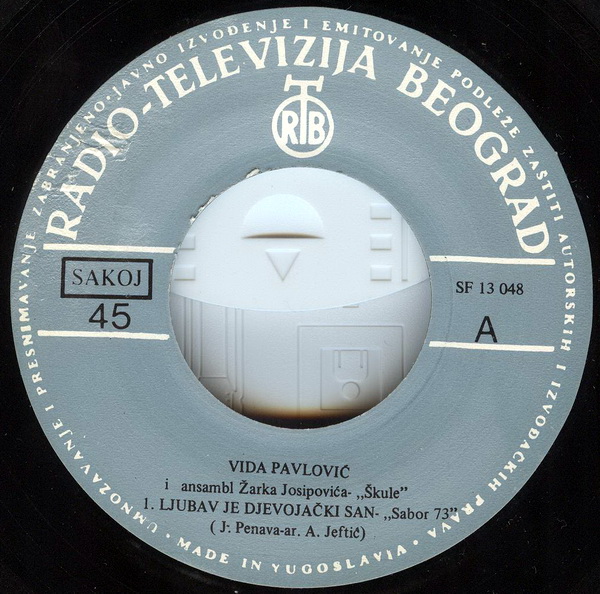 UMNOŽAVANJE I PRESNIMAVANJE ZABRANJENO·JAVNO IZVOĐENJE I EMITOVANJE PODLEŽE ZAŠTITI AUTORSKIH I IZVOĐAČKIH PRAVA ·
RADIO-TELEVIZIJA BEOGRAD
RTB
SAKOJ
45
SF 13 048
A
VIDA PAVLOVIĆ
i ansambl Žarka Josipovića- ,,Škule"
1. LJUBAV JE DJEVOJAČKI SAN- ,,Sabor 73"
( J. Penava-ar. A. Jeftić)
· MADE IN YUGOSLAVIA ·